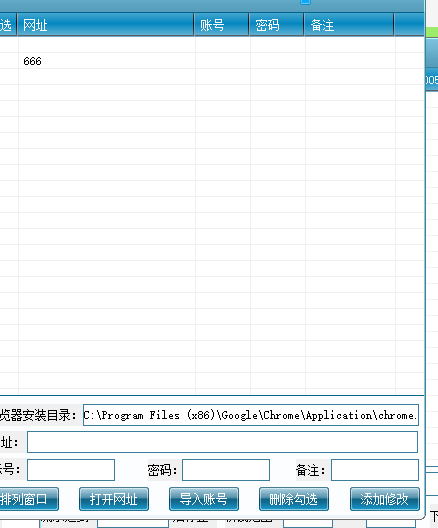 选 网址 账号 密码 备注
666
览器安装目录: C:\Program Files (x86)\Google\Chrome\Application\chrome.
址:
号: 密码: 备注:
排列窗口 打开网址 导入账号 删除勾选 添加修改
下